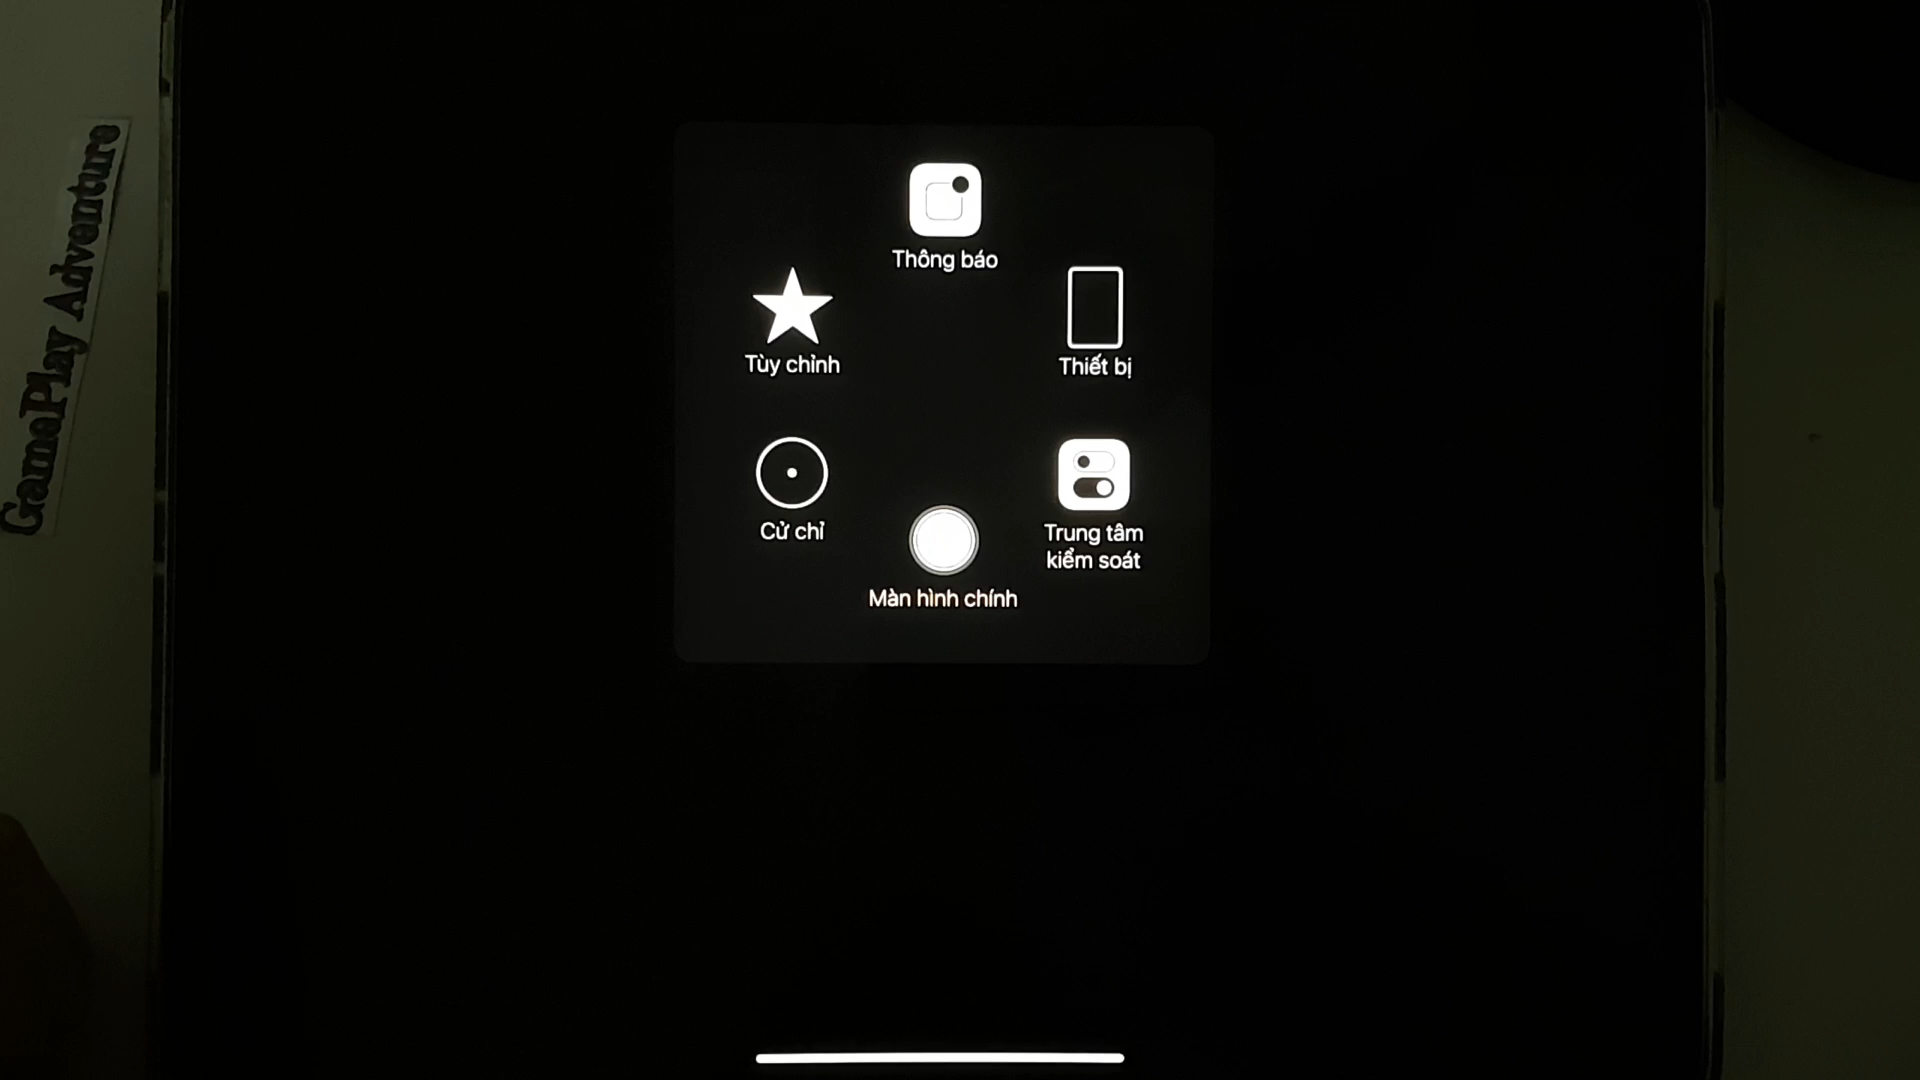 GamePlay Adventure
Thông báo
Tùy chỉnh
Thiết bị
Cử chỉ
Trung tâm
kiểm soát
Màn hình chính